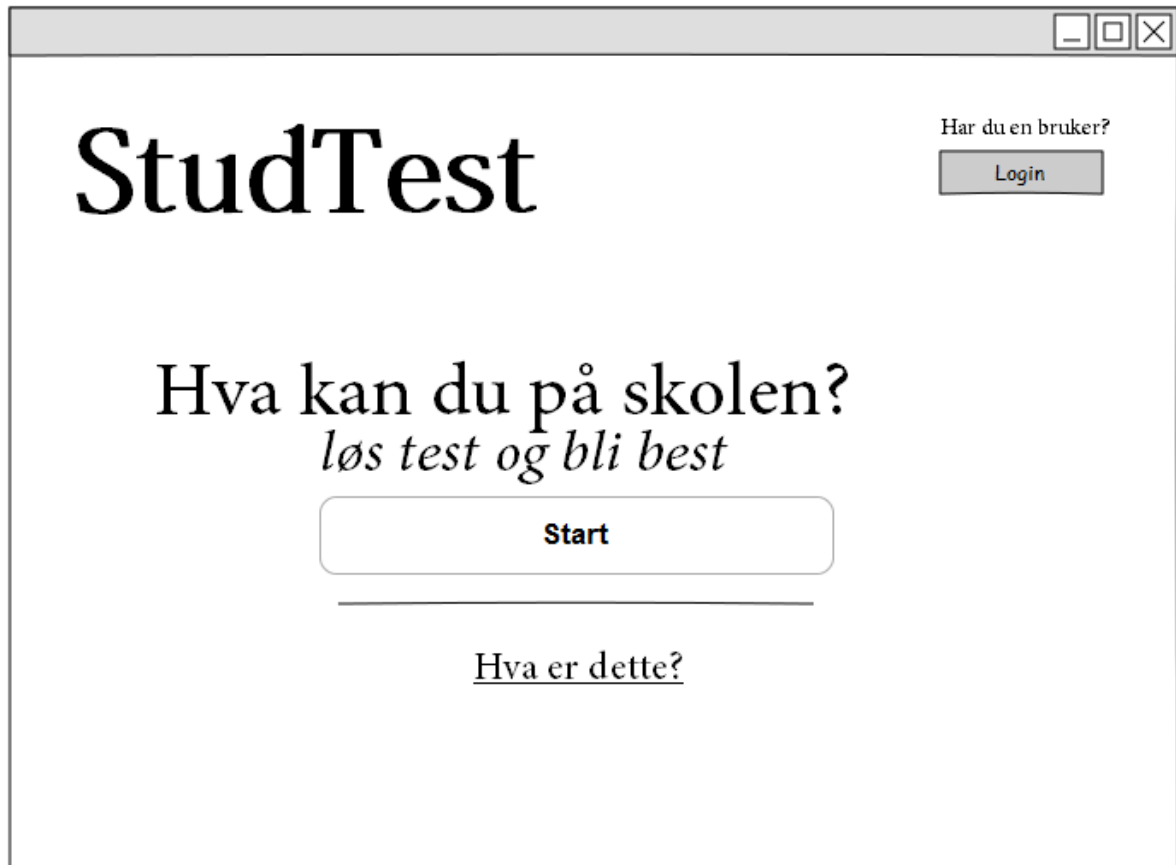 StudTest
Har du en bruker?
Login
Hva kan du på skolen?
løs test og bli best
Start
Hva er dette?